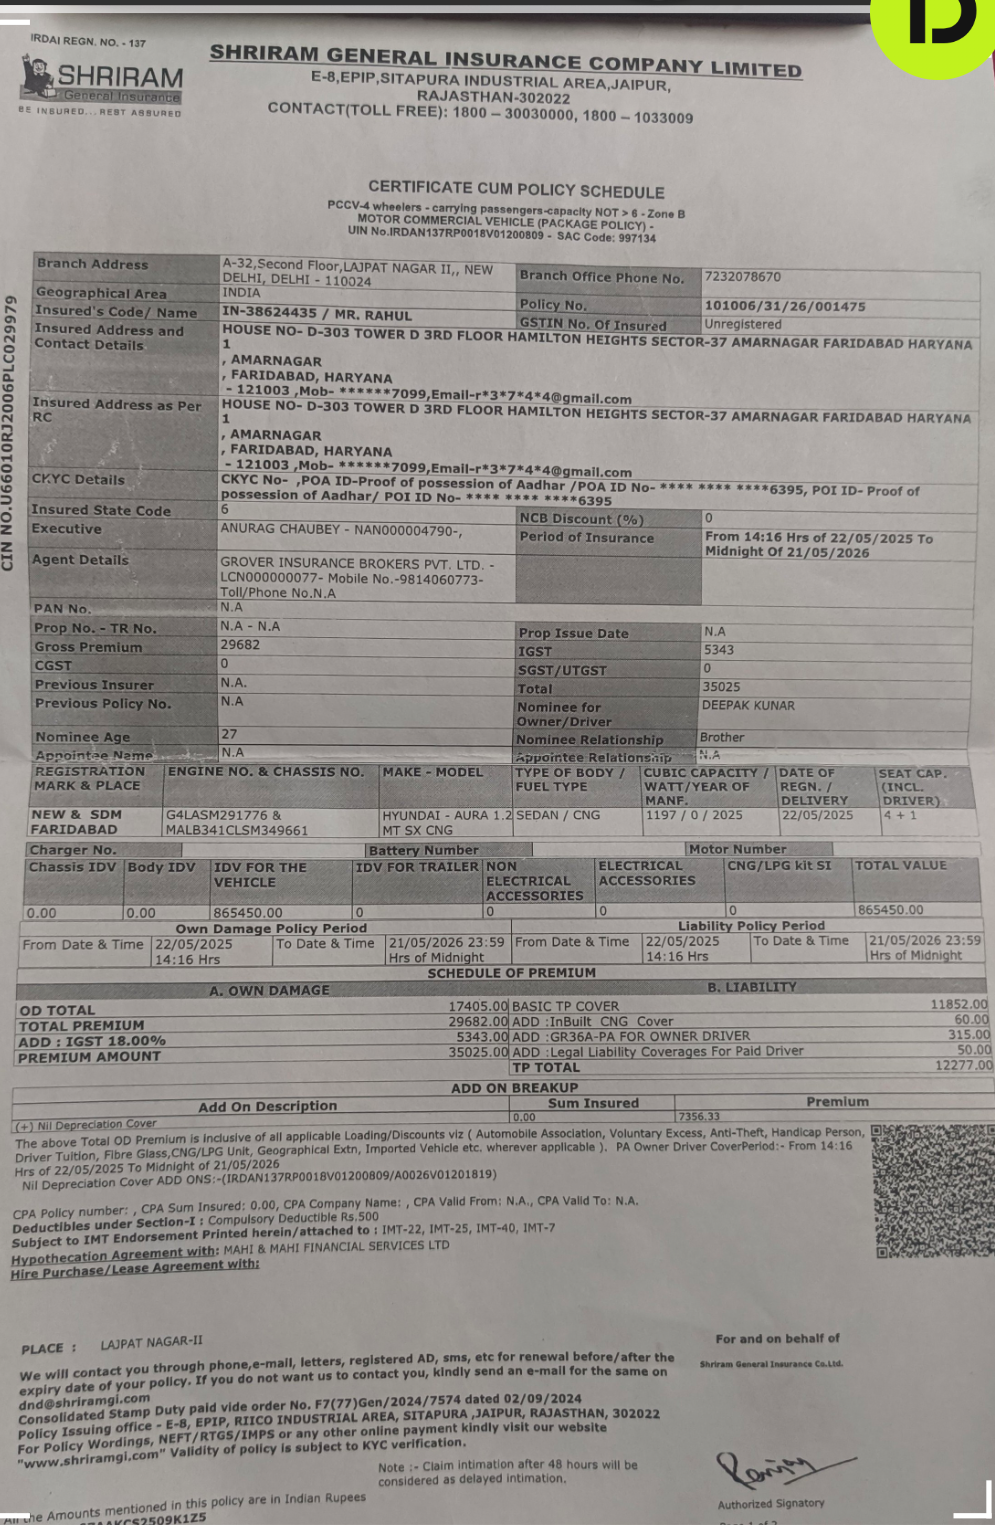 D
IRDAI REGN. NO. - 137
SHRIRAM
General Insurance
BE INSURED...REST ASSURED
SHRIRAM GENERAL INSURANCE COMPANY LIMITED
E-8,EPIP,SITAPURA INDUSTRIAL AREA,JAIPUR,
RAJASTHAN-302022
CONTACT(TOLL FREE): 1800 – 30030000, 1800 – 1033009
CERTIFICATE CUM POLICY SCHEDULE
PCCV-4 wheelers - carrying passengers-capacity NOT > 6 - Zone B
MOTOR COMMERCIAL VEHICLE (PACKAGE POLICY) -
UIN No.IRDAN137RP0018V01200809 - SAC Code: 997134
CIN NO.U66010RJ2006PLC029979
Branch Address A-32,Second Floor,LAJPAT NAGAR II,, NEW DELHI, DELHI - 110024 Branch Office Phone No. 7232078670
Geographical Area INDIA
Insured's Code/ Name IN-38624435 / MR. RAHUL Policy No. 101006/31/26/001475
GSTIN No. Of Insured Unregistered
Insured Address and Contact Details HOUSE NO- D-303 TOWER D 3RD FLOOR HAMILTON HEIGHTS SECTOR-37 AMARNAGAR FARIDABAD HARYANA
1
, AMARNAGAR
, FARIDABAD, HARYANA
- 121003 ,Mob- ******7099,Email-r*3*7*4*4@gmail.com
Insured Address as Per RC HOUSE NO- D-303 TOWER D 3RD FLOOR HAMILTON HEIGHTS SECTOR-37 AMARNAGAR FARIDABAD HARYANA
1
, AMARNAGAR
, FARIDABAD, HARYANA
- 121003 ,Mob- ******7099,Email-r*3*7*4*4@gmail.com
CKYC Details CKYC No- ,POA ID-Proof of possession of Aadhar /POA ID No- **** **** ****6395, POI ID- Proof of
possession of Aadhar/ POI ID No- **** **** ****6395
Insured State Code 6 NCB Discount (%) 0
Executive ANURAG CHAUBEY - NAN000004790-, Period of Insurance From 14:16 Hrs of 22/05/2025 To Midnight Of 21/05/2026
Agent Details GROVER INSURANCE BROKERS PVT. LTD. -
LCN000000077- Mobile No.-9814060773-
Toll/Phone No.N.A
PAN No. N.A
Prop No. - TR No. N.A - N.A Prop Issue Date N.A
Gross Premium 29682 IGST 5343
CGST 0 SGST/UTGST 0
Previous Insurer N.A. Total 35025
Previous Policy No. N.A Nominee for Owner/Driver DEEPAK KUNAR
Nominee Age 27 Nominee Relationship Brother
Appointee Name N.A Appointee Relationship N.A
REGISTRATION MARK & PLACE ENGINE NO. & CHASSIS NO. MAKE - MODEL TYPE OF BODY / FUEL TYPE CUBIC CAPACITY / WATT/YEAR OF MANF. DATE OF REGN. / DELIVERY SEAT CAP. (INCL. DRIVER)
NEW & SDM FARIDABAD G4LASM291776 & MALB341CLSM349661 HYUNDAI - AURA 1.2 MT SX CNG SEDAN / CNG 1197 / 0 / 2025 22/05/2025 4 + 1
Charger No. Battery Number Motor Number
Chassis IDV Body IDV IDV FOR THE VEHICLE IDV FOR TRAILER NON ELECTRICAL ACCESSORIES ELECTRICAL ACCESSORIES CNG/LPG kit SI TOTAL VALUE
0.00 0.00 865450.00 0 0 0 0 865450.00
Own Damage Policy Period Liability Policy Period
From Date & Time 22/05/2025 14:16 Hrs To Date & Time 21/05/2026 23:59 Hrs of Midnight From Date & Time 22/05/2025 14:16 Hrs To Date & Time 21/05/2026 23:59 Hrs of Midnight
SCHEDULE OF PREMIUM
A. OWN DAMAGE B. LIABILITY
OD TOTAL 17405.00 BASIC TP COVER 11852.00
TOTAL PREMIUM 29682.00 ADD :InBuilt CNG Cover 60.00
ADD : IGST 18.00% 5343.00 ADD :GR36A-PA FOR OWNER DRIVER 315.00
PREMIUM AMOUNT 35025.00 ADD :Legal Liability Coverages For Paid Driver 50.00
TP TOTAL 12277.00
ADD ON BREAKUP
Add On Description Sum Insured Premium
(+) Nil Depreciation Cover 0.00 7356.33
The above Total OD Premium is inclusive of all applicable Loading/Discounts viz ( Automobile Association, Voluntary Excess, Anti-Theft, Handicap Person,
Driver Tuition, Fibre Glass,CNG/LPG Unit, Geographical Extn, Imported Vehicle etc. wherever applicable ). PA Owner Driver CoverPeriod:- From 14:16
Hrs of 22/05/2025 To Midnight of 21/05/2026
Nil Depreciation Cover ADD ONS:-(IRDAN137RP0018V01200809/A0026V01201819)
CPA Policy number: , CPA Sum Insured: 0.00, CPA Company Name: , CPA Valid From: N.A., CPA Valid To: N.A.
Deductibles under Section-I : Compulsory Deductible Rs.500
Subject to IMT Endorsement Printed herein/attached to : IMT-22, IMT-25, IMT-40, IMT-7
Hypothecation Agreement with: MAHI & MAHI FINANCIAL SERVICES LTD
Hire Purchase/Lease Agreement with:
PLACE : LAJPAT NAGAR-II
For and on behalf of
Shriram General Insurance Co.Ltd.
We will contact you through phone,e-mail, letters, registered AD, sms, etc for renewal before/after the
expiry date of your policy. If you do not want us to contact you, kindly send an e-mail for the same on
dnd@shriramgi.com
Consolidated Stamp Duty paid vide order No. F7(77)Gen/2024/7574 dated 02/09/2024
Policy Issuing office - E-8, EPIP, RIICO INDUSTRIAL AREA, SITAPURA ,JAIPUR, RAJASTHAN, 302022
For Policy Wordings, NEFT/RTGS/IMPS or any other online payment kindly visit our website
"www.shriramgi.com" Validity of policy is subject to KYC verification.
Note :- Claim intimation after 48 hours will be
considered as delayed intimation.
Authorized Signatory
All the Amounts mentioned in this policy are in Indian Rupees